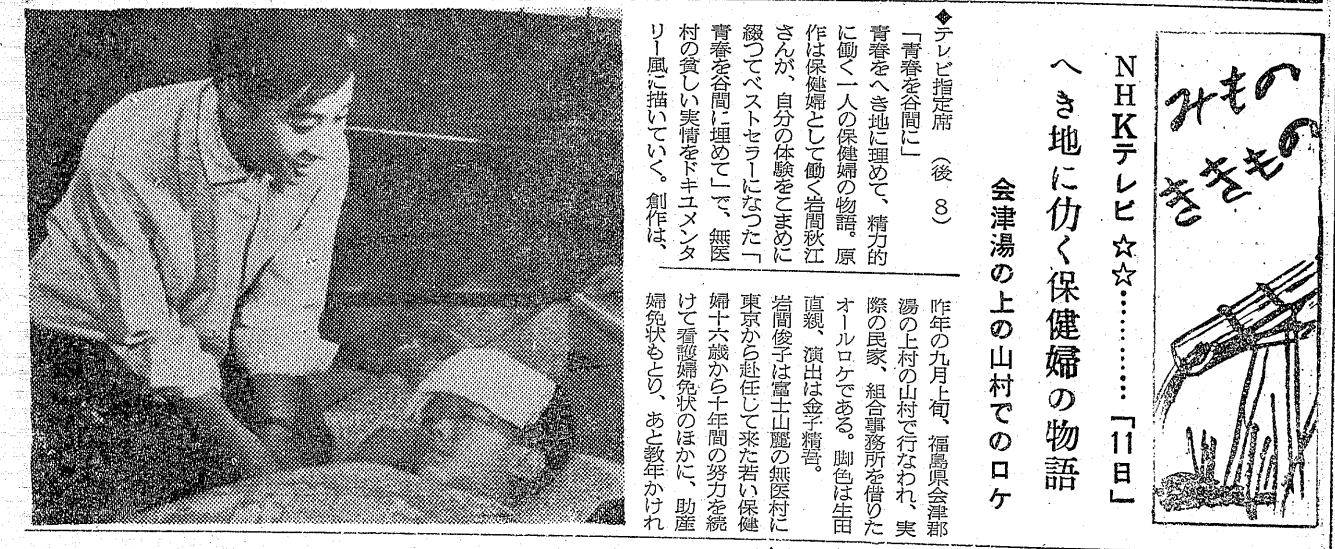 みもの
ききもの
NHKテレビ ☆☆…………「11日」
へき地に仂く保健婦の物語
会津湯の上の山村でのロケ
◆テレビ指定席 (後 8)
「青春を谷間に」
青春をへき地に埋めて、精力的
に働く一人の保健婦の物語。原
作は保健婦として働く岩間秋江
さんが、自分の体験をこまめに
綴つてベストセラーになつた「
青春を谷間に埋めて」で、無医
村の貧しい実情をドキユメンタ
リー風に描いていく。創作は、
昨年の九月上旬、福島県会津郡
湯の上村の山村で行なわれ、実
際の民家、組合事務所を借りた
オールロケである。脚色は生田
直親、演出は金子精吾。
岩間俊子は富士山麓の無医村に
東京から赴任して来た若い保健
婦十六歳から十年間の努力を続
けて看護婦免状のほかに、助産
婦免状もとり、あと数年かけれ